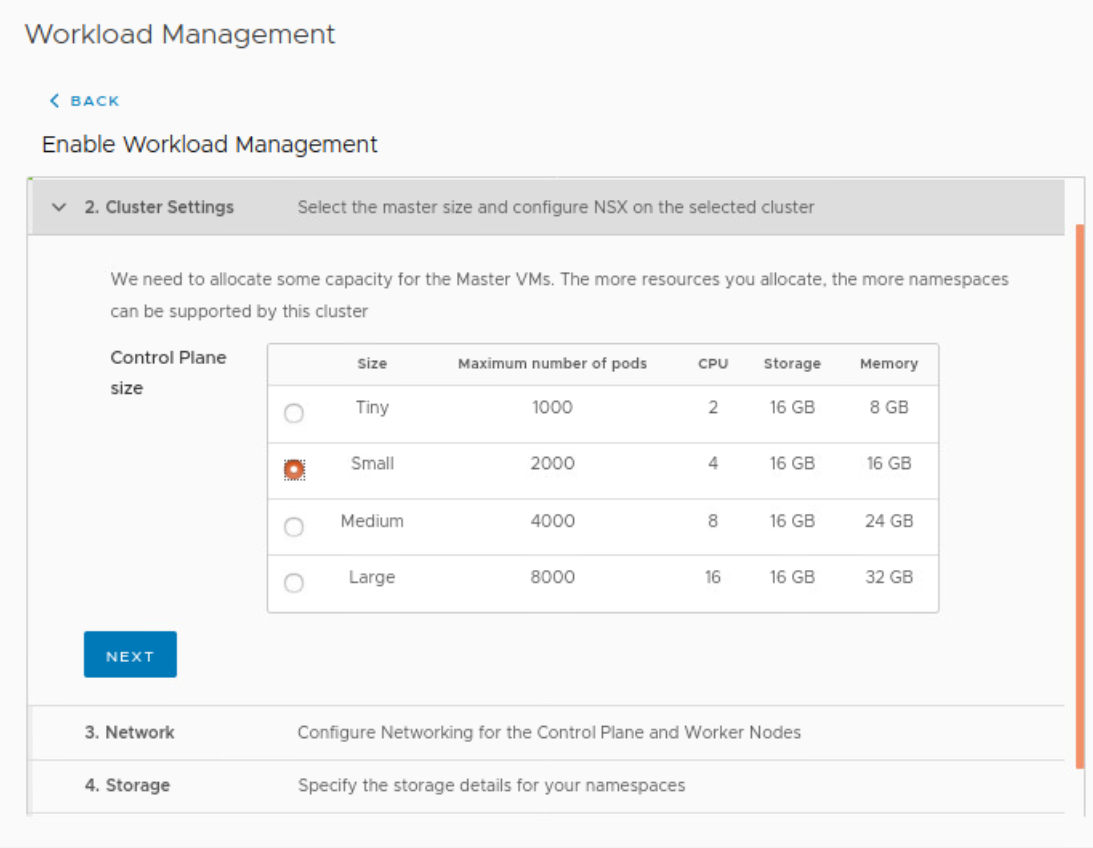 Workload Management
BACK
Enable Workload Management
2. Cluster Settings Select the master size and configure NSX on the selected cluster
We need to allocate some capacity for the Master VMs. The more resources you allocate, the more namespaces
can be supported by this cluster
Control Plane
size
Size Maximum number of pods CPU Storage Memory
Tiny 1000 2 16 GB 8 GB
Small 2000 4 16 GB 16 GB
Medium 4000 8 16 GB 24 GB
Large 8000 16 16 GB 32 GB
NEXT
3. Network Configure Networking for the Control Plane and Worker Nodes
4. Storage Specify the storage details for your namespaces